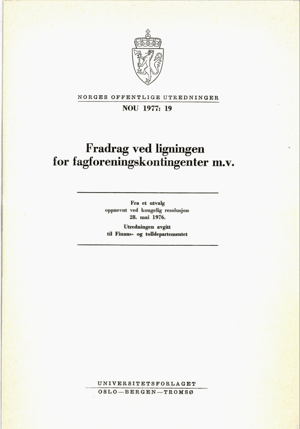 NORGES OFFENTLIGE UTREDNINGER
NOU 1977: 19
Fradrag ved ligningen
for fagforeningskontingenter m.v.
Fra et utvalg
oppnevnt ved kongelig resolusjon
28. mai 1976.
Utredningen avgitt
til Finans- og tolldepartementet
UNIVERSITETSFORLAGET
OSLO—BERGEN—TROMSØ